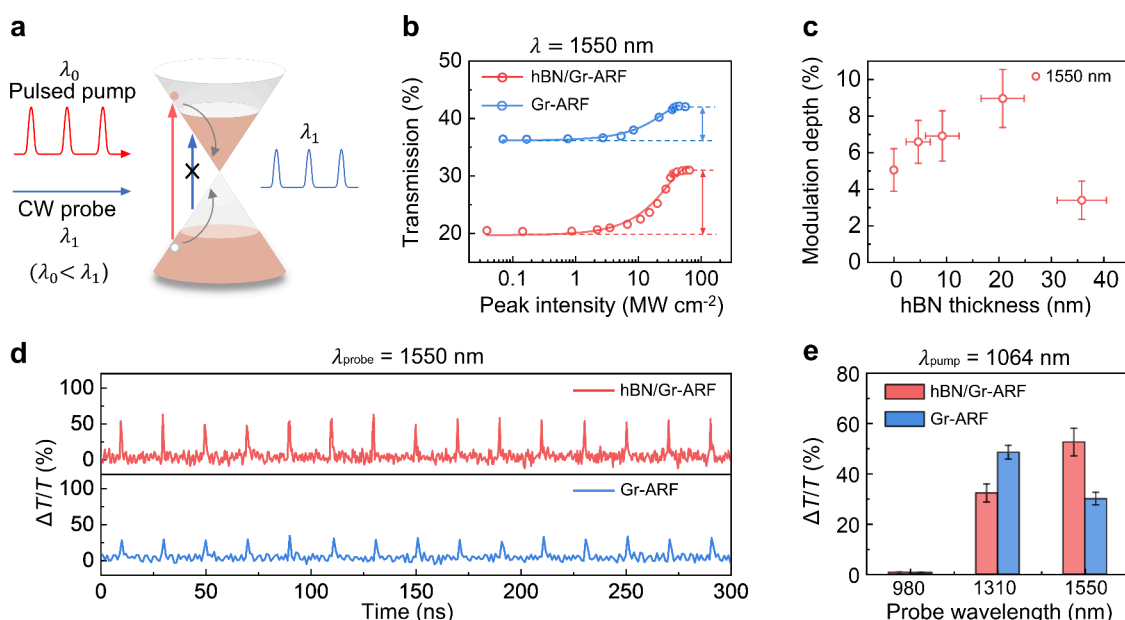 a
λ0
Pulsed pump
CW probe
λ1
(λ0< λ1)
λ1
b
λ = 1550 nm
Transmission (%)
50
40
30
20
hBN/Gr-ARF
Gr-ARF
0.1
1
10
100
Peak intensity (MW cm-2)
c
Modulation depth (%)
10
8
6
4
2
0
1550 nm
0
10
20
30
40
hBN thickness (nm)
d
λprobe = 1550 nm
ΔT/T (%)
100
50
0
hBN/Gr-ARF
100
50
0
Gr-ARF
0
50
100
150
200
250
300
Time (ns)
e
λpump = 1064 nm
ΔT/T (%)
80
60
40
20
0
hBN/Gr-ARF
Gr-ARF
980
1310
1550
Probe wavelength (nm)